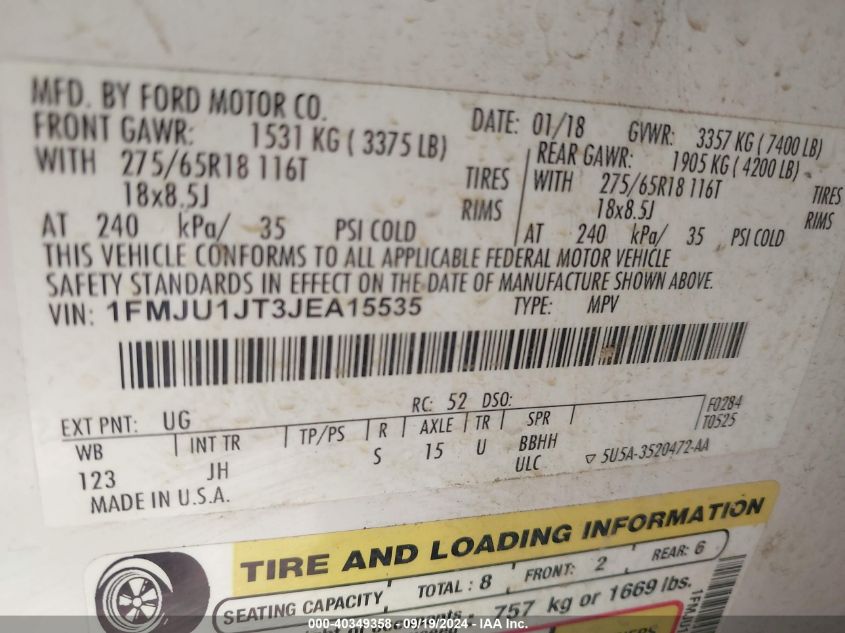 MFD. BY FORD MOTOR CO.
DATE: 01/18 GVWR: 3357 KG (7400 LB)
FRONT GAWR: 1531 KG (3375 LB)
REAR GAWR: 1905 KG (4200 LB)
WITH 275/65R18 116T TIRES
WITH 275/65R18 116T TIRES
18x8.5J RIMS
18x8.5J RIMS
AT 240 kPa/ 35 PSI COLD
AT 240 kPa/ 35 PSI COLD
THIS VEHICLE CONFORMS TO ALL APPLICABLE FEDERAL MOTOR VEHICLE
SAFETY STANDARDS IN EFFECT ON THE DATE OF MANUFACTURE SHOWN ABOVE.
VIN: 1FMJU1JT3JEA15535 TYPE: MPV
EXT PNT: UG RC: 52 DSO: F0284
T0525
WB INT TR TP/PS R AXLE TR SPR
123 JH S 15 U BBHH
ULC ▽ 5U5A-3520472-AA
MADE IN U.S.A.
TIRE AND LOADING INFORMATION
SEATING CAPACITY TOTAL: 8 FRONT: 2 REAR: 6
757 kg or 1669 lbs.
000-40349358 - 09/19/2024 - IAA Inc.